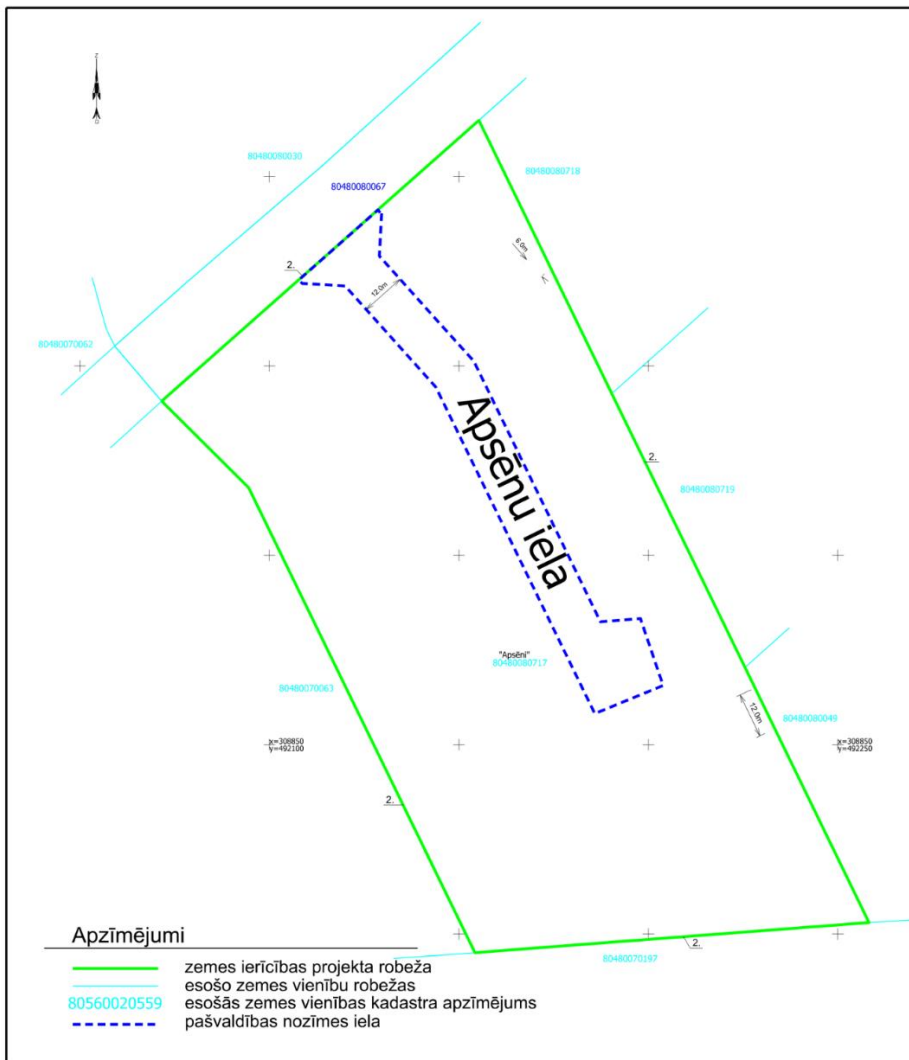 Z
80480080030
80480080067
80480080718
6.0m
2.
12.0m
80480070062
Apsēnu iela
2.
80480080719
"Apsēni"
80480080717
80480070063
12.0m
80480080049
x=308850
y=492100
x=308850
y=492250
2.
2.
80480070197
Apzīmējumi
zemes ierīcības projekta robeža
esošo zemes vienību robežas
80560020559 esošās zemes vienības kadastra apzīmējums
pašvaldības nozīmes iela